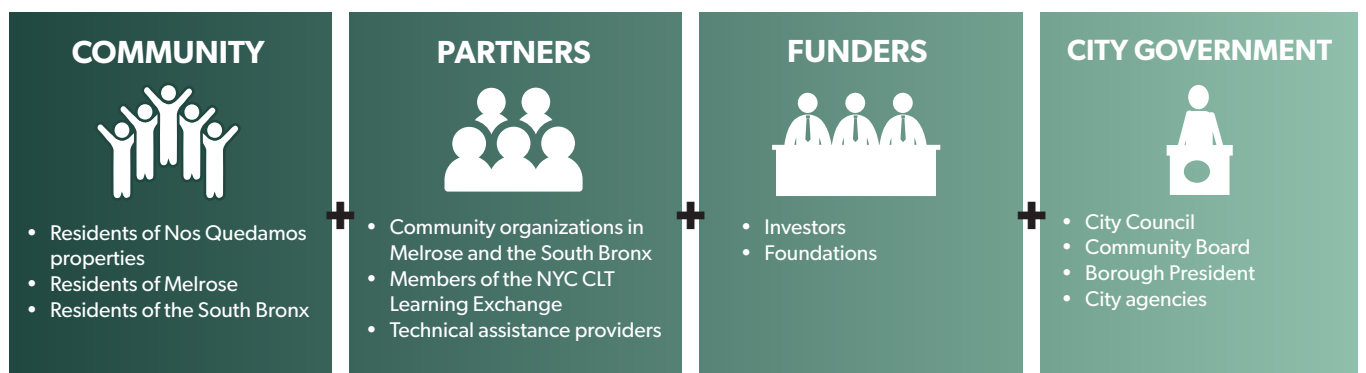 COMMUNITY
• Residents of Nos Quedamos
properties
• Residents of Melrose
• Residents of the South Bronx
+
PARTNERS
• Community organizations in
Melrose and the South Bronx
• Members of the NYC CLT
Learning Exchange
• Technical assistance providers
+
FUNDERS
• Investors
• Foundations
+
CITY GOVERNMENT
• City Council
• Community Board
• Borough President
• City agencies